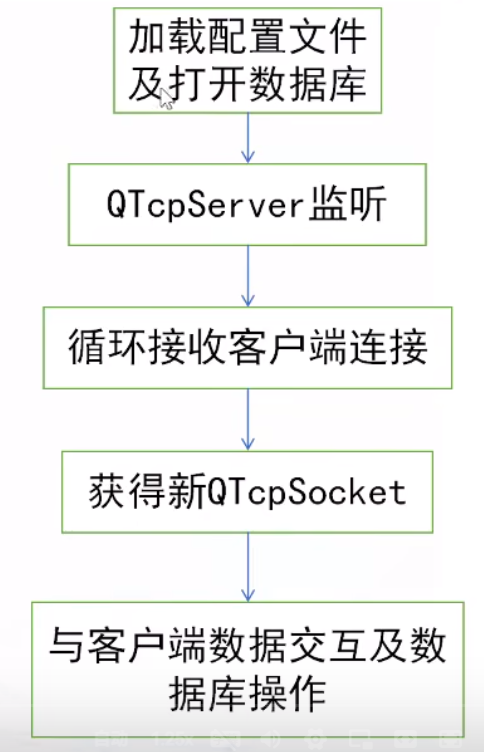 加载配置文件
及打开数据库
QTcpServer监听
循环接收客户端连接
获得新QTcpSocket
与客户端数据交互及数
据库操作